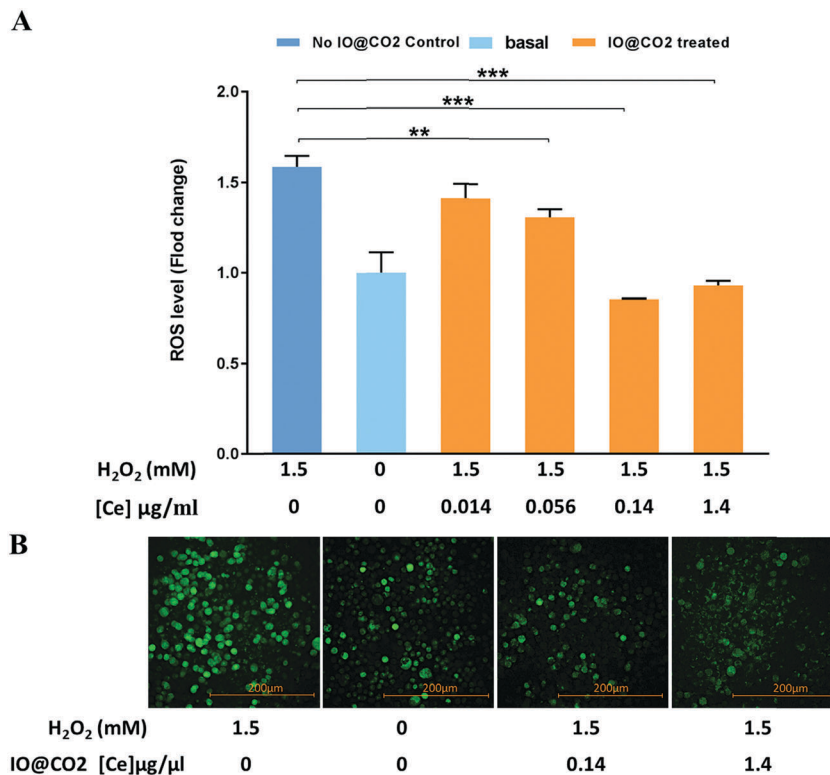 A
No IO@CO2 Control basal IO@CO2 treated
***
***
**
2.0
1.5
1.0
0.5
0.0
ROS level (Flod change)
H₂O₂ (mM) 1.5 0 1.5 1.5 1.5 1.5
[Ce] µg/ml 0 0 0.014 0.056 0.14 1.4
B
200µm 200µm 200µm 200µm
H₂O₂ (mM) 1.5 0 1.5 1.5
IO@CO2 [Ce]µg/µl 0 0 0.14 1.4